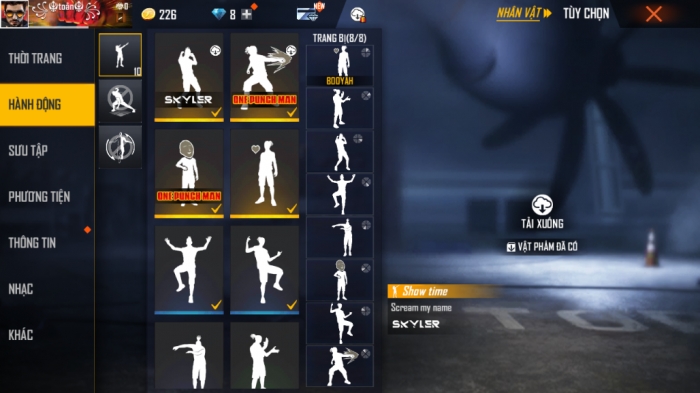 toàn
0
226
8
NEW
NHÂN VẬT
TÙY CHỌN
THỜI TRANG
HÀNH ĐỘNG
SƯU TẬP
PHƯƠNG TIỆN
THÔNG TIN
NHẠC
KHÁC
10
SKYLER
ONE PUNCH MAN
ONE PUNCH MAN
TRANG BỊ(8/8)
BOOYAH
TẢI XUỐNG
VẬT PHẨM ĐÃ CÓ
Show time
Scream my name
SKYLER